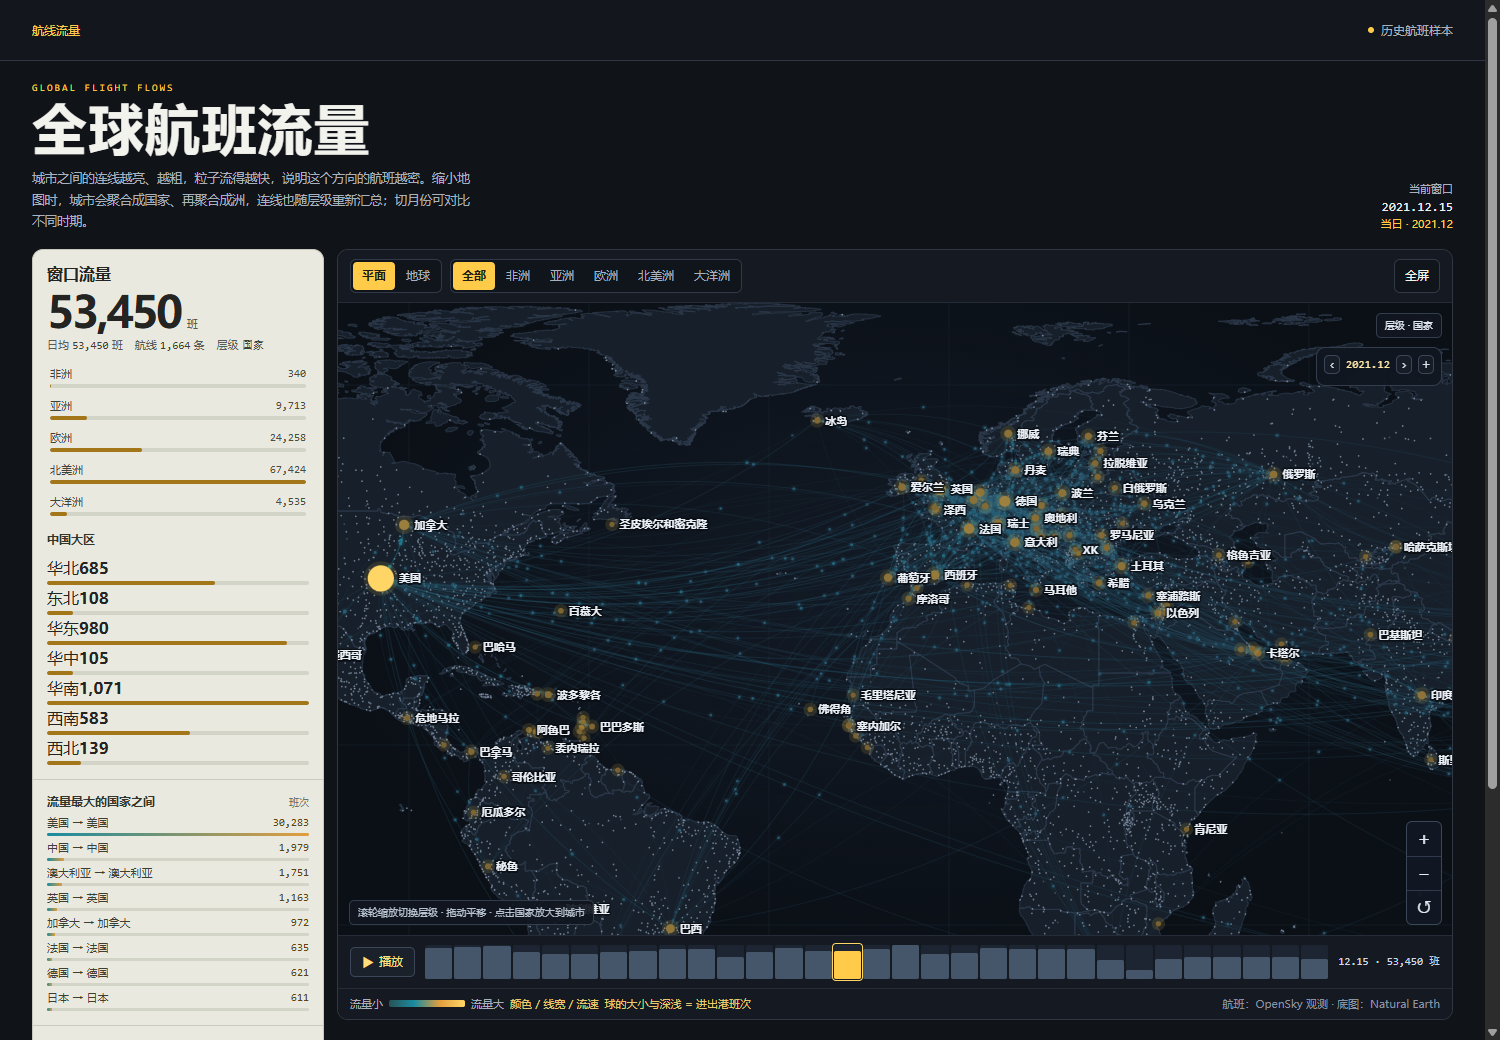 航线流量
历史航班样本
GLOBAL FLIGHT FLOWS
全球航班流量
城市之间的连线越亮、越粗，粒子流得越快，说明这个方向的航班越密。缩小地
图时，城市会聚合成国家、再聚合成洲，连线也随层级重新汇总；切月份可对比
不同时期。
当前窗口
2021.12.15
当日 · 2021.12
窗口流量
53,450 班
日均 53,450 班 航线 1,664 条 层级 国家
非洲 340
亚洲 9,713
欧洲 24,258
北美洲 67,424
大洋洲 4,535
中国大区
华北685
东北108
华东980
华中105
华南1,071
西南583
西北139
流量最大的国家之间 班次
美国 → 美国 30,283
中国 → 中国 1,979
澳大利亚 → 澳大利亚 1,751
英国 → 英国 1,163
加拿大 → 加拿大 972
法国 → 法国 635
德国 → 德国 621
日本 → 日本 611
平面 地球 全部 非洲 亚洲 欧洲 北美洲 大洋洲 全屏
层级 · 国家
‹ 2021.12 › +
冰岛
挪威
芬兰
瑞典
拉脱维亚
丹麦
俄罗斯
爱尔兰
英国
波兰
白俄罗斯
德国
乌克兰
泽西
奥地利
瑞士
法国
罗马尼亚
意大利
XK
格鲁吉亚
哈萨克斯坦
土耳其
希腊
葡萄牙
西班牙
马耳他
塞浦路斯
摩洛哥
以色列
巴基斯坦
卡塔尔
印度
加拿大
圣皮埃尔和密克隆
美国
百慕大
巴哈马
西哥
波多黎各
毛里塔尼亚
佛得角
塞内加尔
危地马拉
阿鲁巴
巴巴多斯
委内瑞拉
巴拿马
哥伦比亚
厄瓜多尔
肯尼亚
秘鲁
维亚
巴西
斯里
滚轮缩放切换层级 · 拖动平移 · 点击国家放大到城市
+
−
↺
▶ 播放
12.15 · 53,450 班
流量小 流量大 颜色 / 线宽 / 流速 球的大小与深浅 = 进出港班次
航班：OpenSky 观测 · 底图：Natural Earth